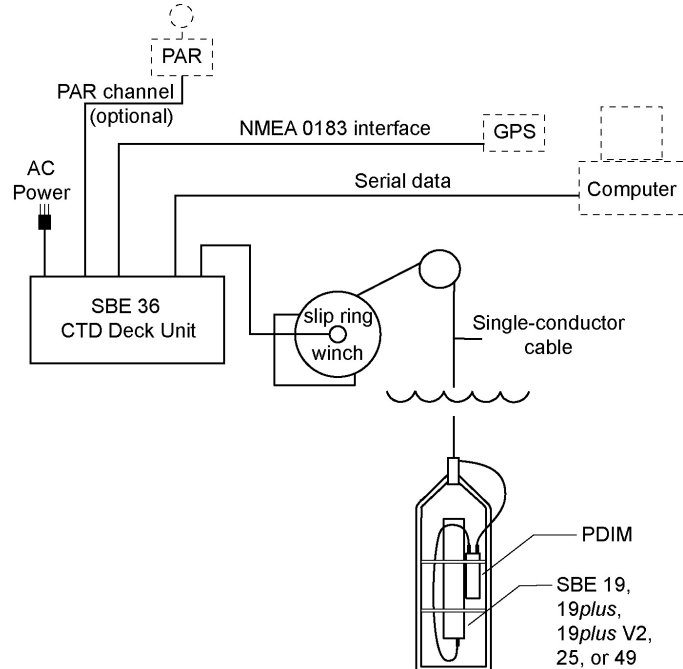 PAR
PAR channel
(optional)
NMEA 0183 interface
GPS
AC
Power
Serial data
Computer
SBE 36
CTD Deck Unit
slip ring
winch
Single-conductor
cable
PDIM
SBE 19,
19plus,
19plus V2,
25, or 49